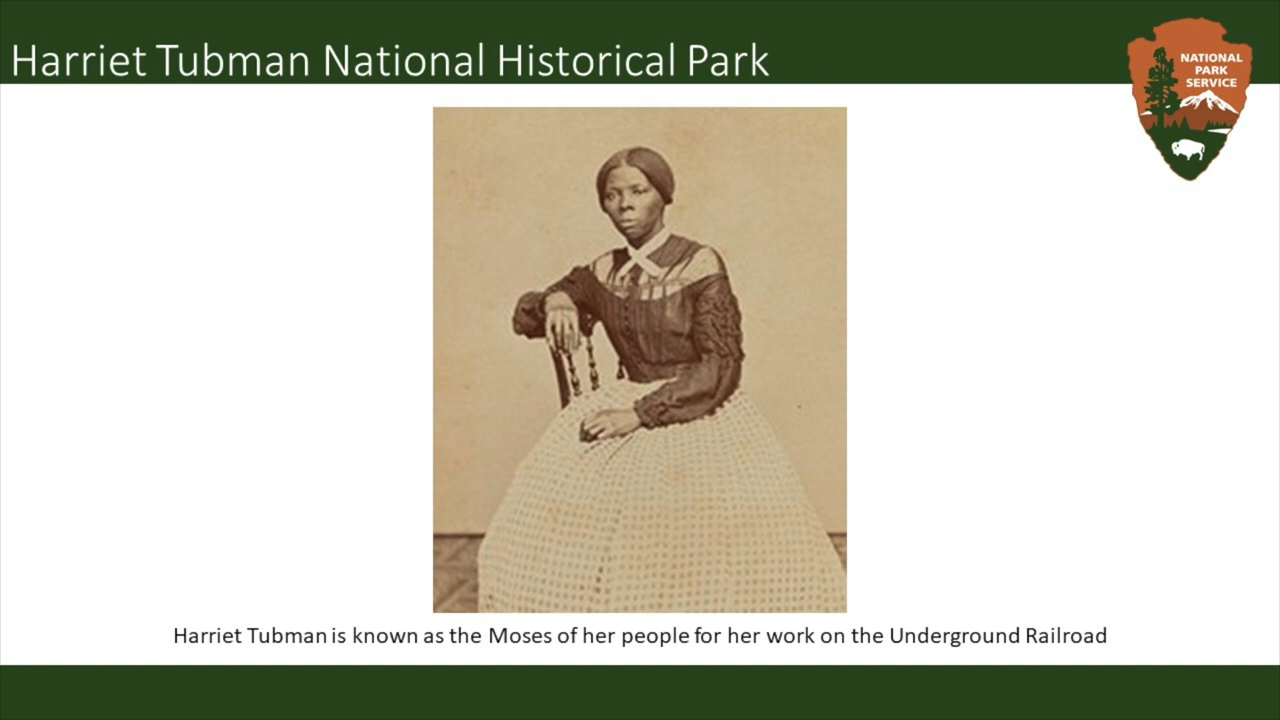 Harriet Tubman National Historical Park
NATIONAL
PARK
SERVICE
Harriet Tubman is known as the Moses of her people for her work on the Underground Railroad